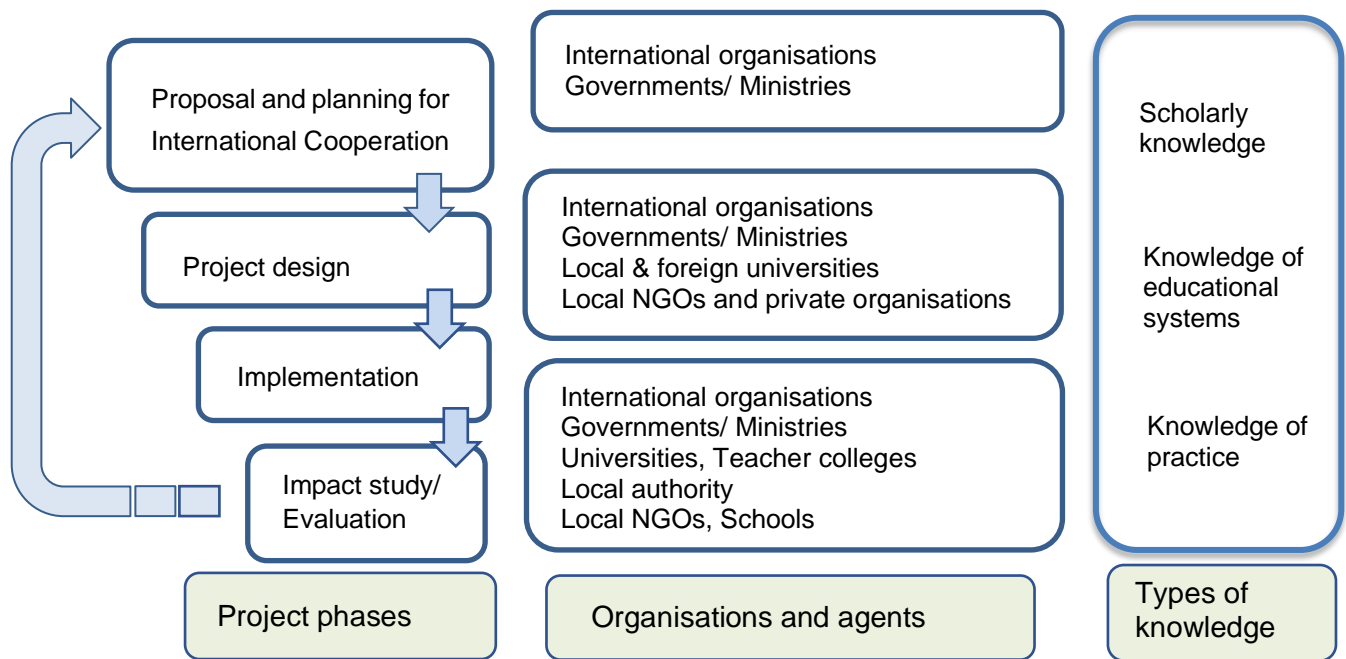 Proposal and planning for
International Cooperation
Project design
Implementation
Impact study/
Evaluation
Project phases
International organisations
Governments/ Ministries
International organisations
Governments/ Ministries
Local & foreign universities
Local NGOs and private organisations
International organisations
Governments/ Ministries
Universities, Teacher colleges
Local authority
Local NGOs, Schools
Organisations and agents
Scholarly
knowledge
Knowledge of
educational
systems
Knowledge of
practice
Types of
knowledge